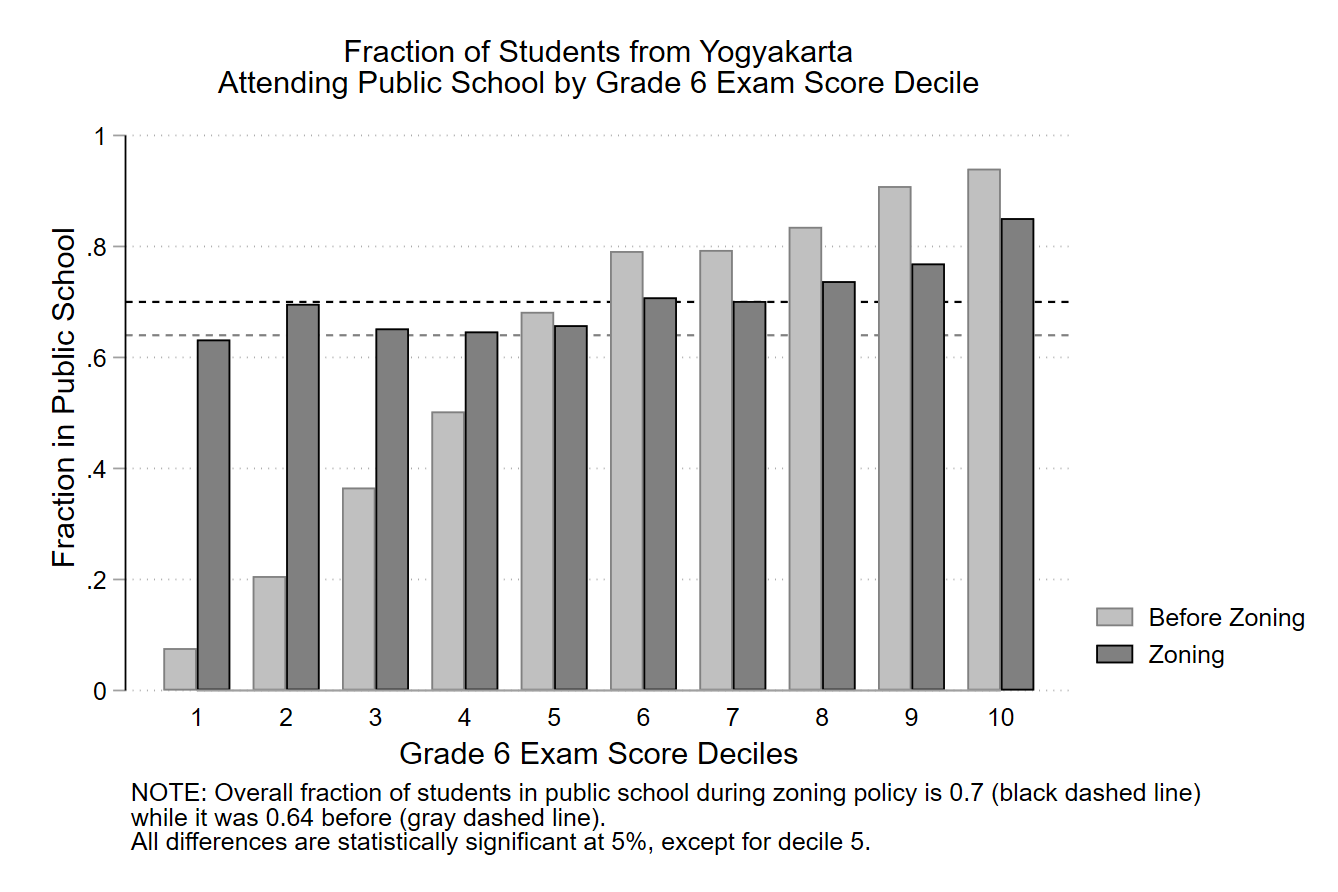 Fraction of Students from Yogyakarta
Attending Public School by Grade 6 Exam Score Decile
Fraction in Public School
1
.8
.6
.4
.2
0
1 2 3 4 5 6 7 8 9 10
Grade 6 Exam Score Deciles
Before Zoning
Zoning
NOTE: Overall fraction of students in public school during zoning policy is 0.7 (black dashed line)
while it was 0.64 before (gray dashed line).
All differences are statistically significant at 5%, except for decile 5.